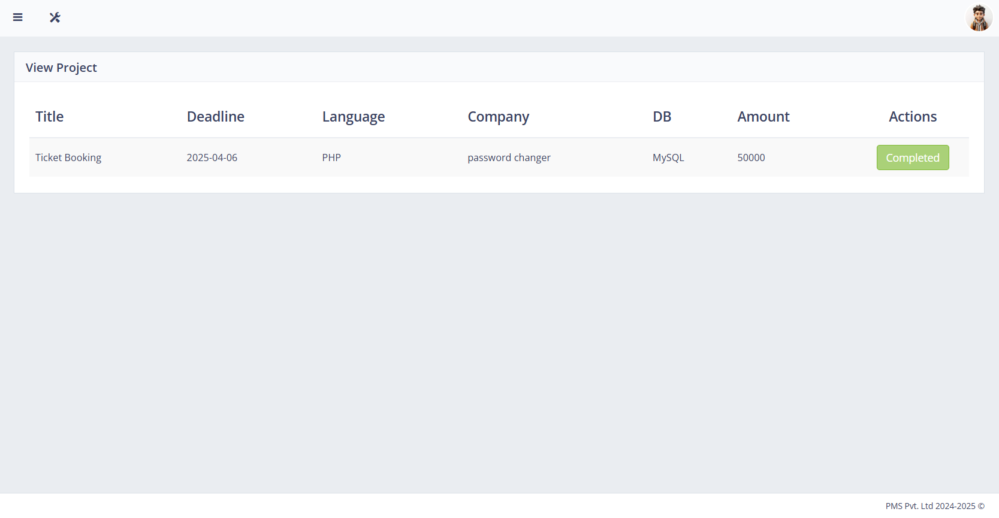 View Project
Title Deadline Language Company DB Amount Actions
Ticket Booking 2025-04-06 PHP password changer MySQL 50000 Completed
PMS Pvt. Ltd 2024-2025 ©